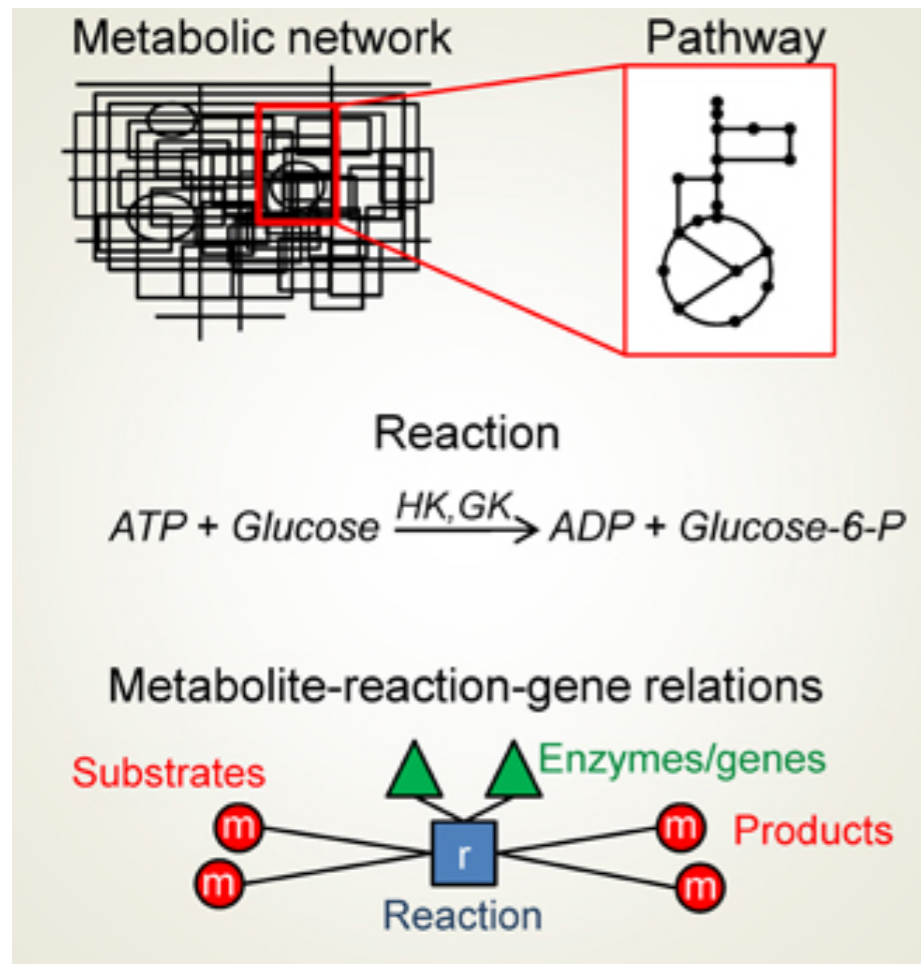 Metabolic network
Pathway
Reaction
HK,GK
ATP + Glucose → ADP + Glucose-6-P
Metabolite-reaction-gene relations
Substrates
Enzymes/genes
m
m
r
m
m
Products
Reaction